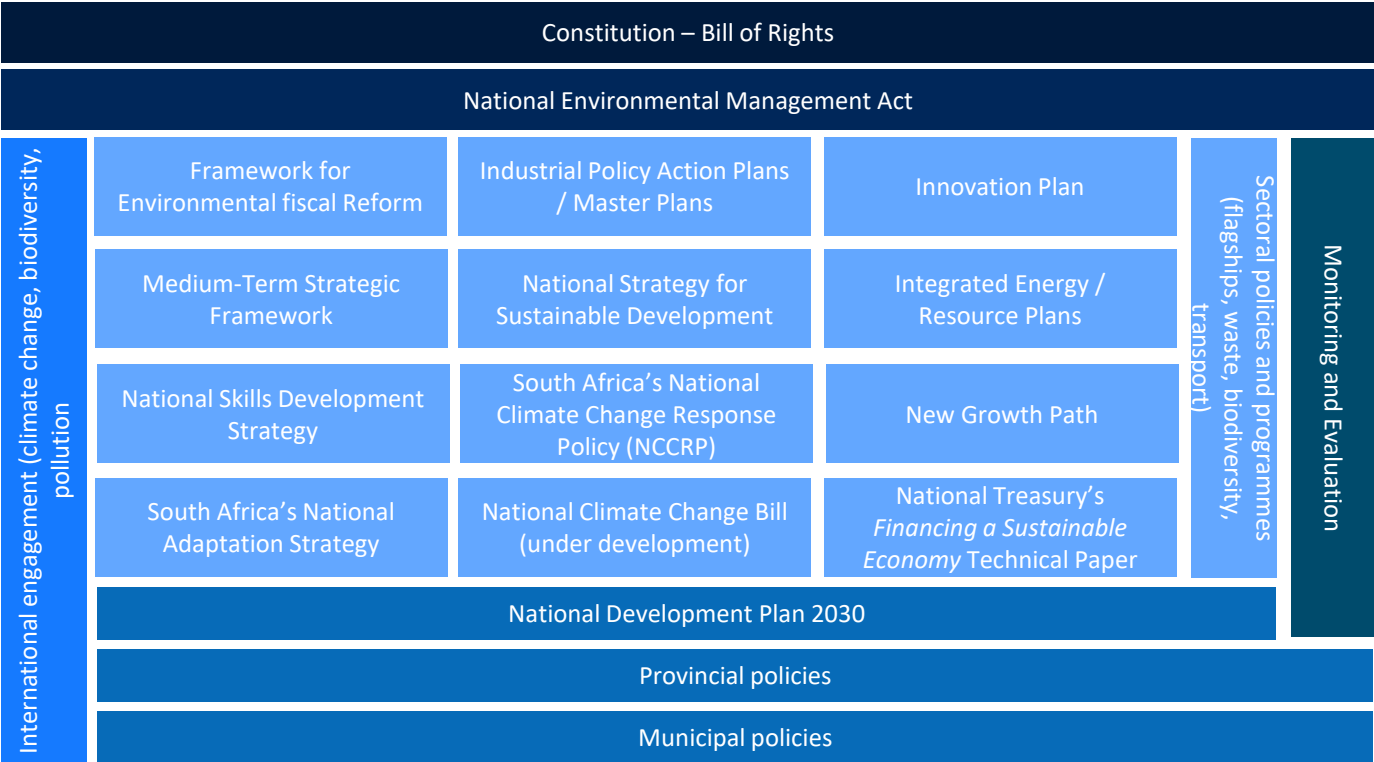 Constitution – Bill of Rights
National Environmental Management Act
International engagement (climate change, biodiversity,
pollution
Framework for
Environmental fiscal Reform
Industrial Policy Action Plans
/ Master Plans
Innovation Plan
Medium-Term Strategic
Framework
National Strategy for
Sustainable Development
Integrated Energy /
Resource Plans
National Skills Development
Strategy
South Africa’s National
Climate Change Response
Policy (NCCRP)
New Growth Path
South Africa’s National
Adaptation Strategy
National Climate Change Bill
(under development)
National Treasury’s
Financing a Sustainable
Economy Technical Paper
Sectoral policies and programmes
(flagships, waste, biodiversity,
transport)
Monitoring and Evaluation
National Development Plan 2030
Provincial policies
Municipal policies